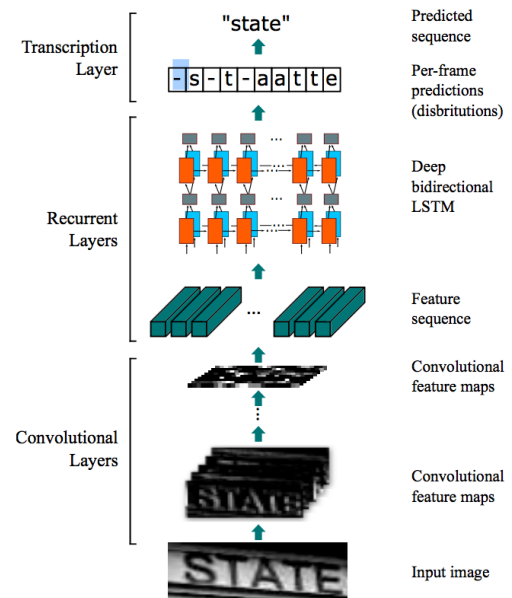 "state"
Predicted
sequence
Transcription
Layer
-s-t-aatte
Per-frame
predictions
(disbritutions)
...
Recurrent
Layers
...
...
...
Deep
bidirectional
LSTM
...
Feature
sequence
Convolutional
feature maps
...
Convolutional
Layers
STATE
Convolutional
feature maps
STATE
Input image